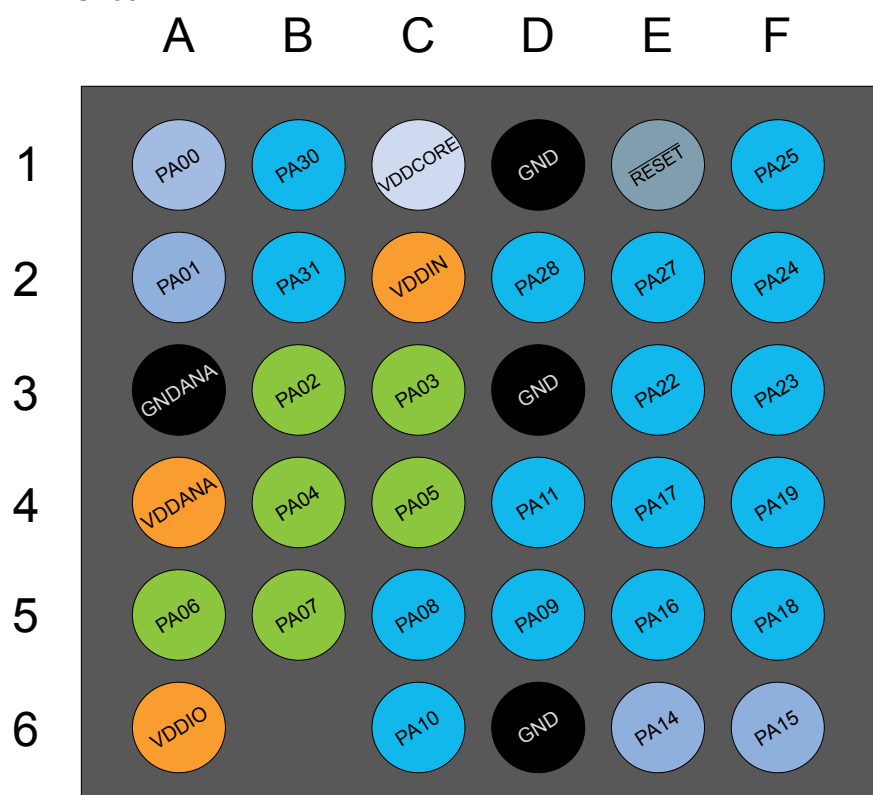 A B C D E F
1 PA00 PA30 VDDCORE GND RESET PA25
2 PA01 PA31 VDDIN PA28 PA27 PA24
3 GNDANA PA02 PA03 GND PA22 PA23
4 VDDANA PA04 PA05 PA11 PA17 PA19
5 PA06 PA07 PA08 PA09 PA16 PA18
6 VDDIO PA10 GND PA14 PA15